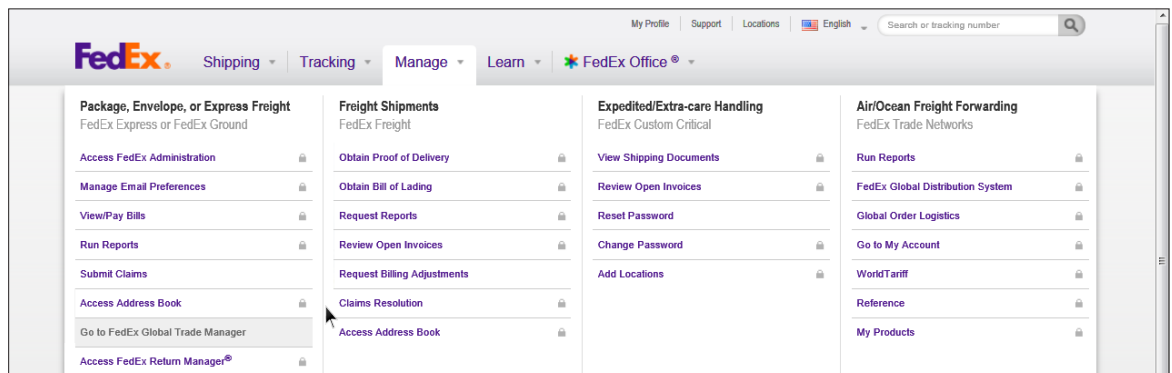 My Profile Support Locations English Search or tracking number
FedEx. Shipping Tracking Manage Learn FedEx Office ®
Package, Envelope, or Express Freight
FedEx Express or FedEx Ground
Access FedEx Administration
Manage Email Preferences
View/Pay Bills
Run Reports
Submit Claims
Access Address Book
Go to FedEx Global Trade Manager
Access FedEx Return Manager®
Freight Shipments
FedEx Freight
Obtain Proof of Delivery
Obtain Bill of Lading
Request Reports
Review Open Invoices
Request Billing Adjustments
Claims Resolution
Access Address Book
Expedited/Extra-care Handling
FedEx Custom Critical
View Shipping Documents
Review Open Invoices
Reset Password
Change Password
Add Locations
Air/Ocean Freight Forwarding
FedEx Trade Networks
Run Reports
FedEx Global Distribution System
Global Order Logistics
Go to My Account
WorldTariff
Reference
My Products